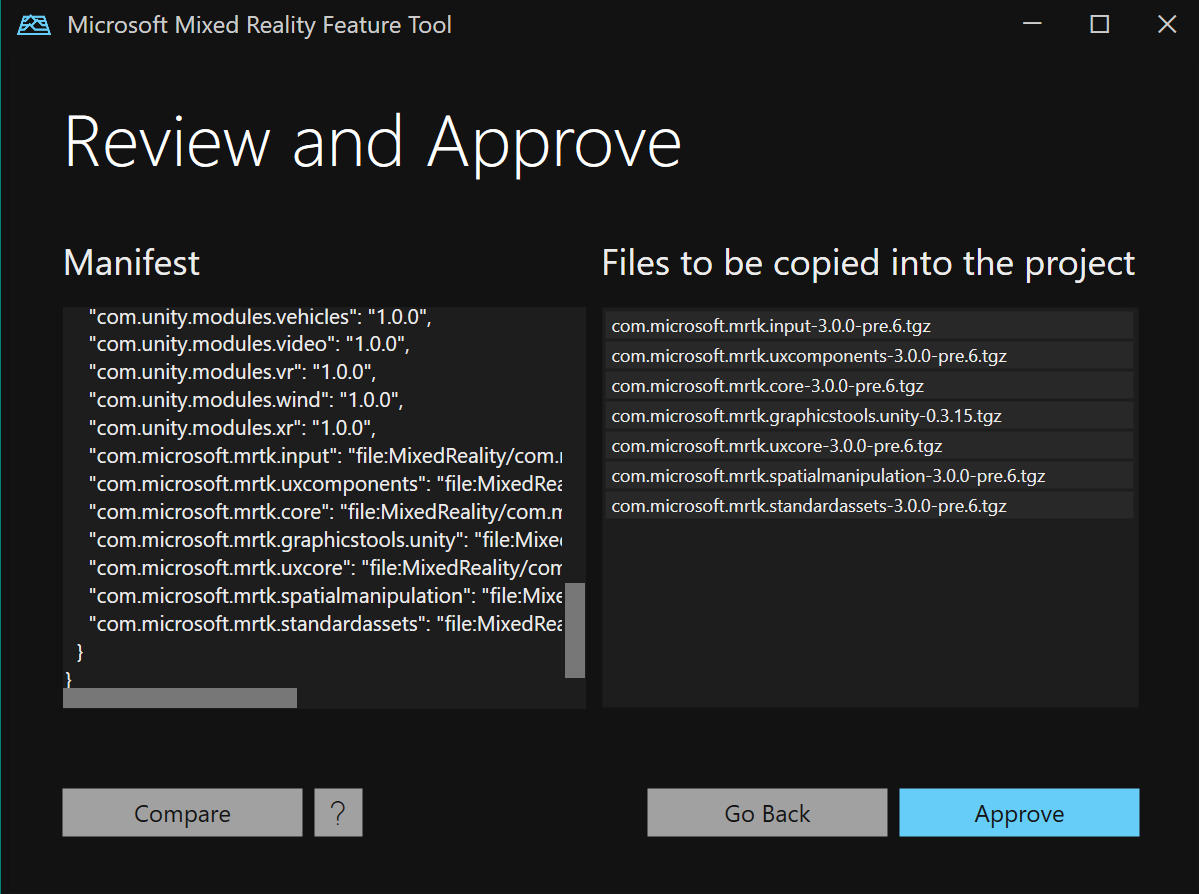 Microsoft Mixed Reality Feature Tool
Review and Approve
Manifest
"com.unity.modules.vehicles": "1.0.0",
"com.unity.modules.video": "1.0.0",
"com.unity.modules.vr": "1.0.0",
"com.unity.modules.wind": "1.0.0",
"com.unity.modules.xr": "1.0.0",
"com.microsoft.mrtk.input": "file:MixedReality/com.
"com.microsoft.mrtk.uxcomponents": "file:MixedRea
"com.microsoft.mrtk.core": "file:MixedReality/com.m
"com.microsoft.mrtk.graphicstools.unity": "file:Mixe
"com.microsoft.mrtk.uxcore": "file:MixedReality/com
"com.microsoft.mrtk.spatialmanipulation": "file:Mixe
"com.microsoft.mrtk.standardassets": "file:MixedRea
}
}
Files to be copied into the project
com.microsoft.mrtk.input-3.0.0-pre.6.tgz
com.microsoft.mrtk.uxcomponents-3.0.0-pre.6.tgz
com.microsoft.mrtk.core-3.0.0-pre.6.tgz
com.microsoft.mrtk.graphicstools.unity-0.3.15.tgz
com.microsoft.mrtk.uxcore-3.0.0-pre.6.tgz
com.microsoft.mrtk.spatialmanipulation-3.0.0-pre.6.tgz
com.microsoft.mrtk.standardassets-3.0.0-pre.6.tgz
Compare
?
Go Back
Approve